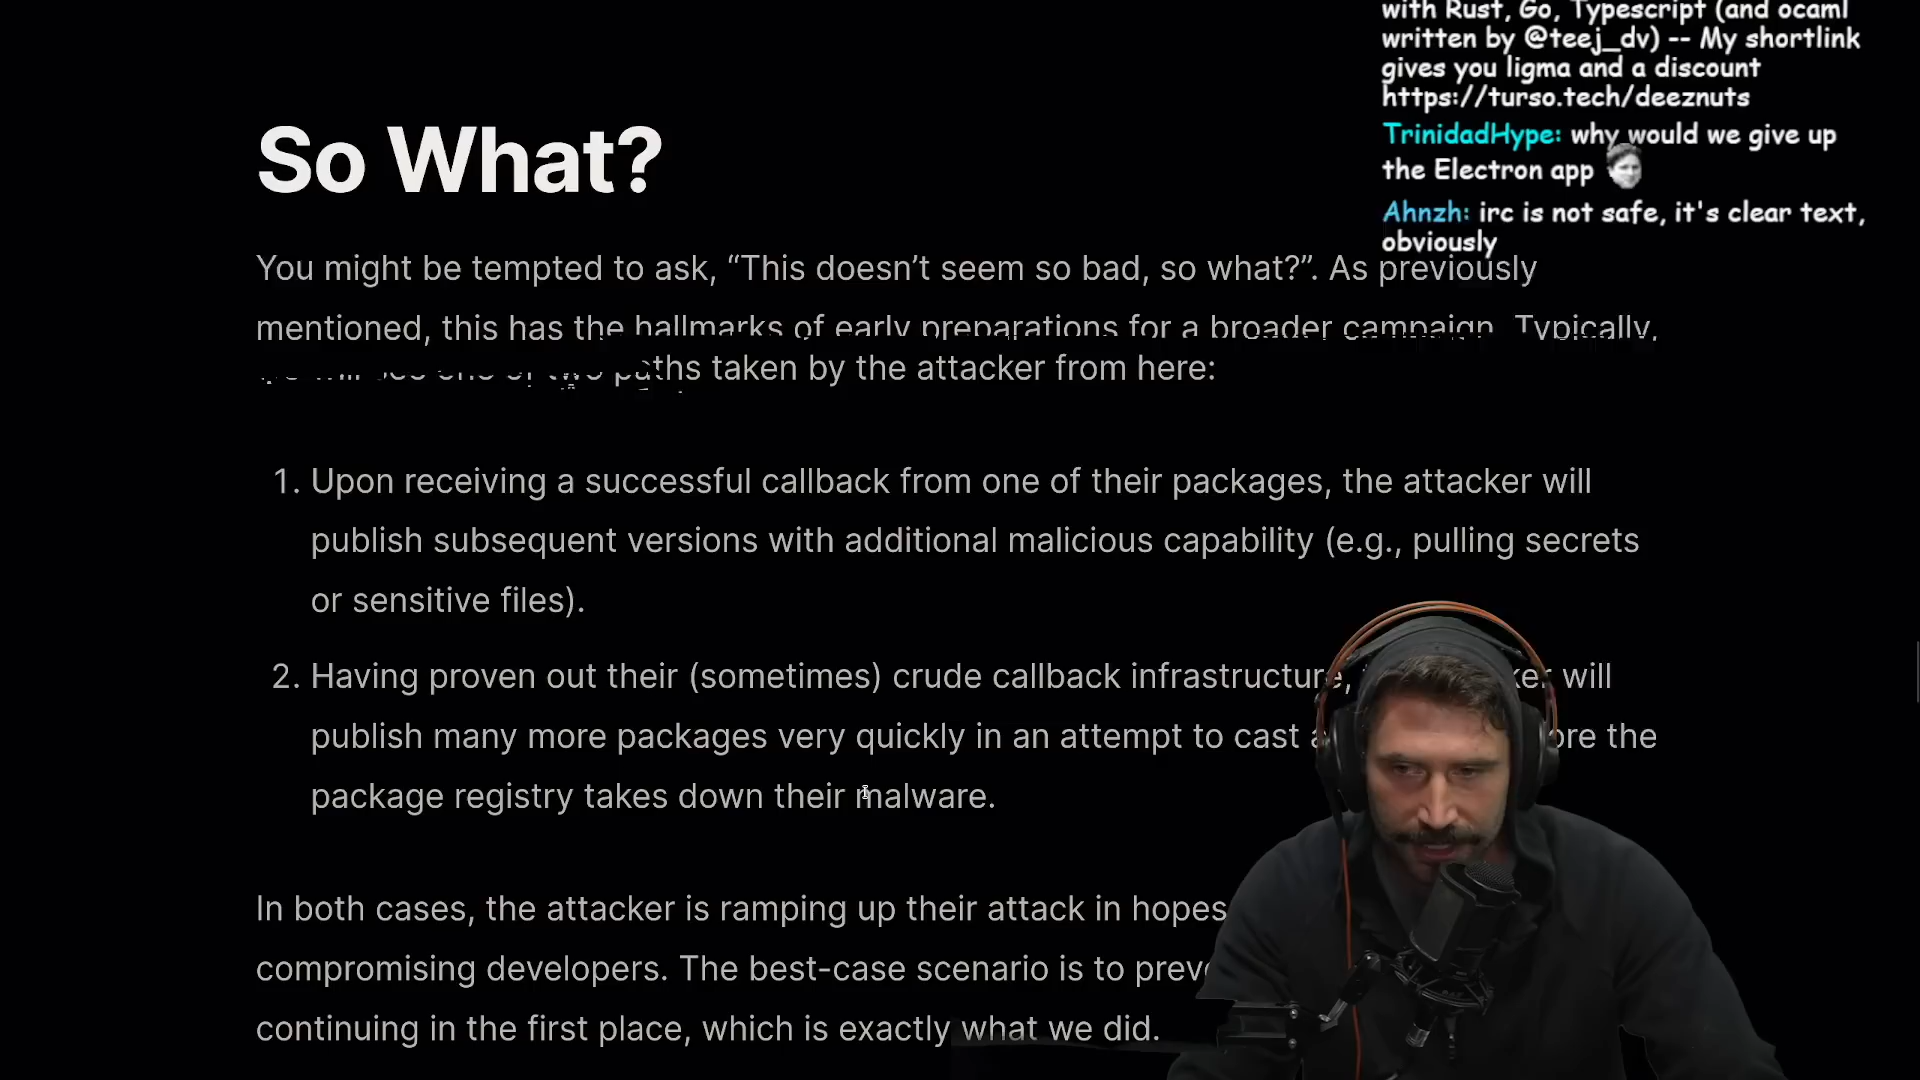 with Rust, Go, Typescript (and ocaml
written by @teej_dv) -- My shortlink
gives you ligma and a discount
https://turso.tech/deeznuts
TrinidadHype: why would we give up
the Electron app
Ahnzh: irc is not safe, it's clear text,
obviously
So What?
You might be tempted to ask, “This doesn’t seem so bad, so what?”. As previously
mentioned, this has the hallmarks of early preparations for a broader campaign. Typically,
we will see one of two paths taken by the attacker from here:
1. Upon receiving a successful callback from one of their packages, the attacker will
publish subsequent versions with additional malicious capability (e.g., pulling secrets
or sensitive files).
2. Having proven out their (sometimes) crude callback infrastructure, will
publish many more packages very quickly in an attempt to cast the
package registry takes down their malware.
In both cases, the attacker is ramping up their attack in hopes
compromising developers. The best-case scenario is to
continuing in the first place, which is exactly what we did.